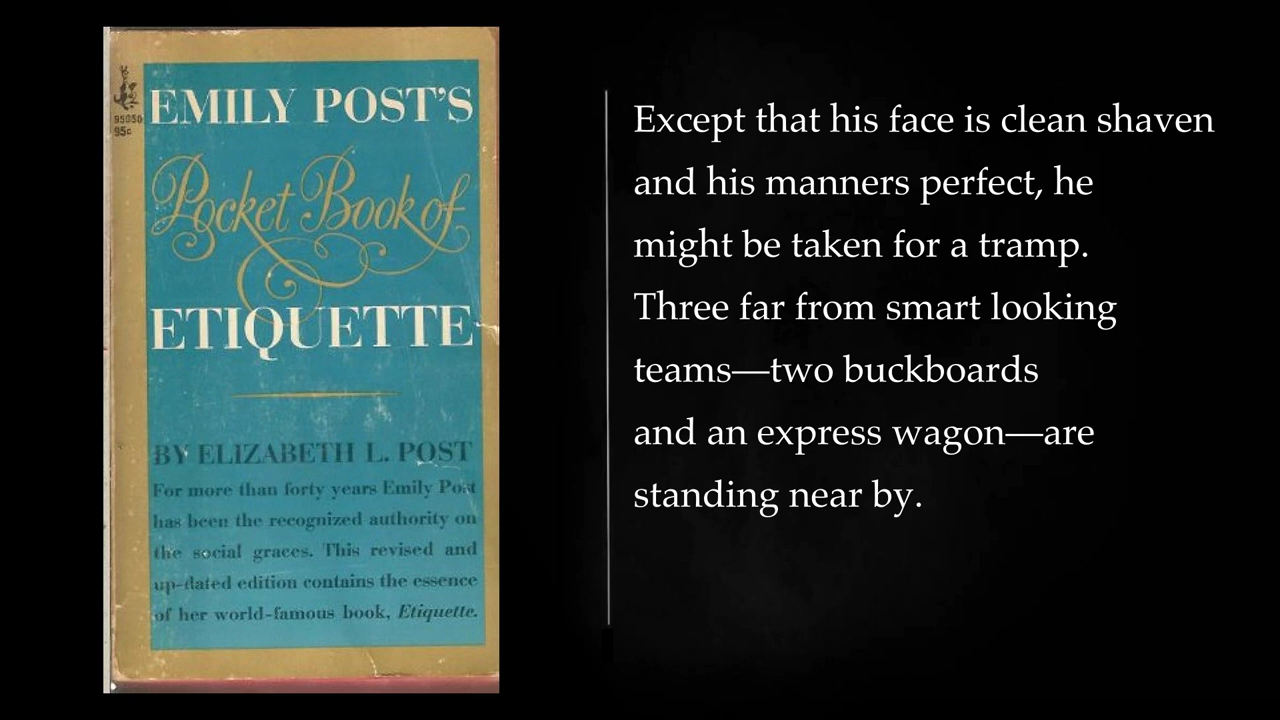 95050
95c
EMILY POST'S
Pocket Book of
ETIQUETTE
BY ELIZABETH L. POST
For more than forty years Emily Post
has been the recognized authority on
the social graces. This revised and
up-dated edition contains the essence
of her world-famous book, Etiquette.
Except that his face is clean shaven
and his manners perfect, he
might be taken for a tramp.
Three far from smart looking
teams—two buckboards
and an express wagon—are
standing near by.